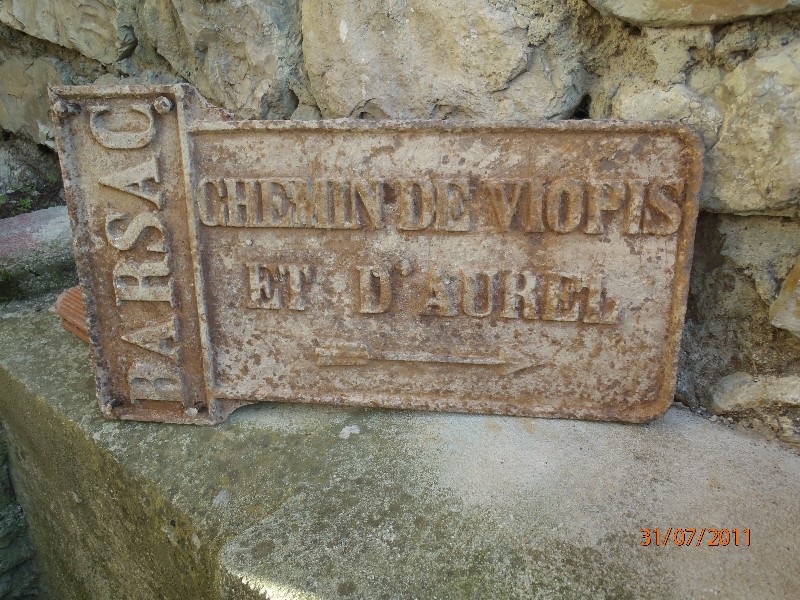 BARSAC
CHEMIN DE VIOPIS
ET D'AUREL
31/07/2011